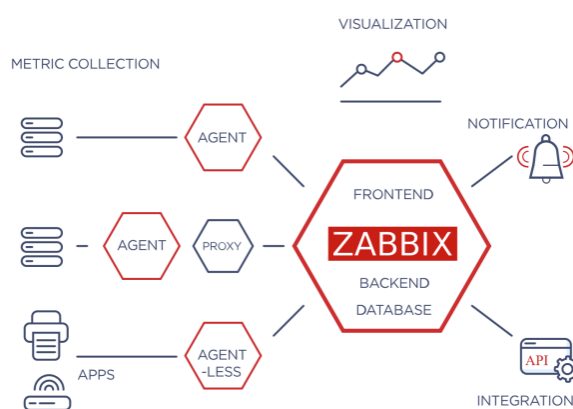 VISUALIZATION
METRIC COLLECTION
NOTIFICATION
AGENT
FRONTEND
AGENT
PROXY
ZABBIX
BACKEND
DATABASE
AGENT
-LESS
API
APPS
INTEGRATION